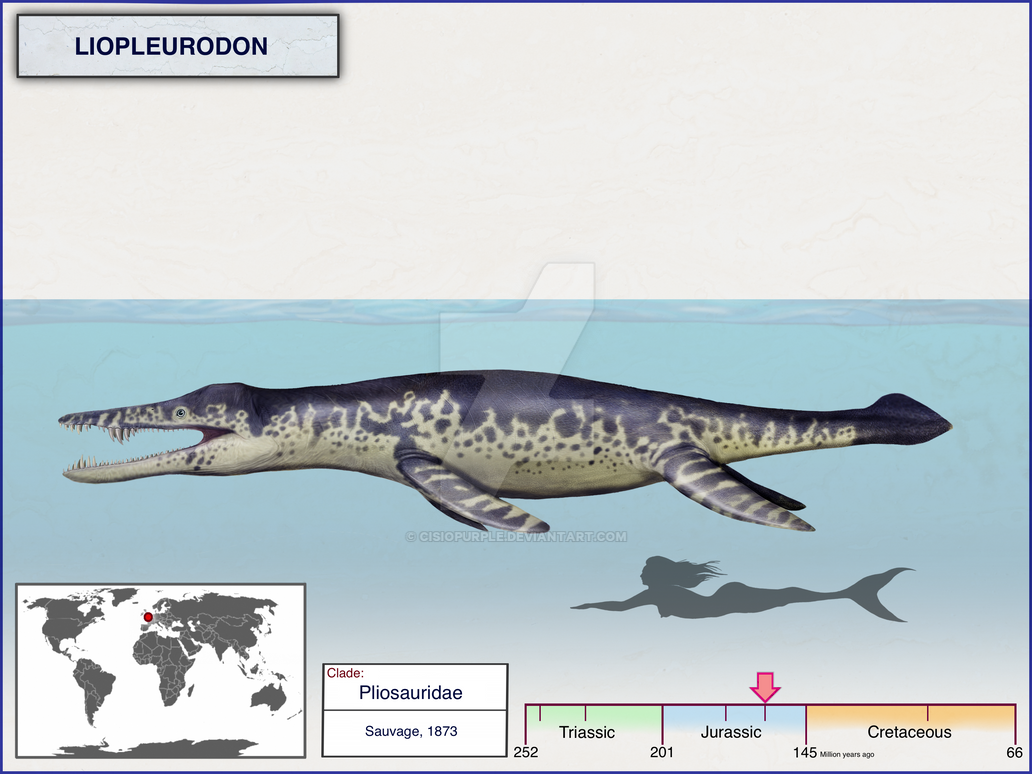 LIOPLEURODON
© CISIOPURPLE.DEVIANTART.COM
Clade:
Pliosauridae
Sauvage, 1873
Triassic Jurassic Cretaceous
252 201 145 Million years ago 66